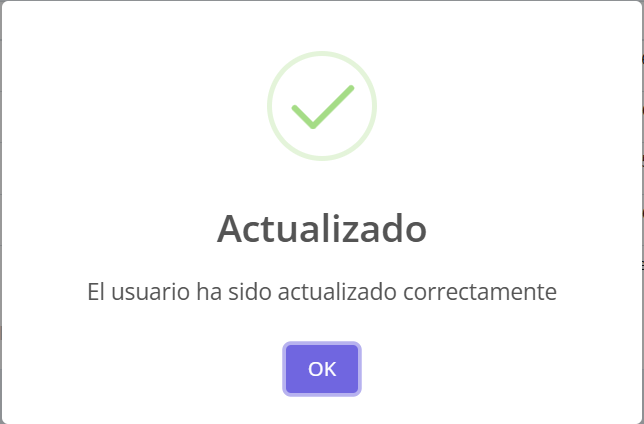 Actualizado
El usuario ha sido actualizado correctamente
OK